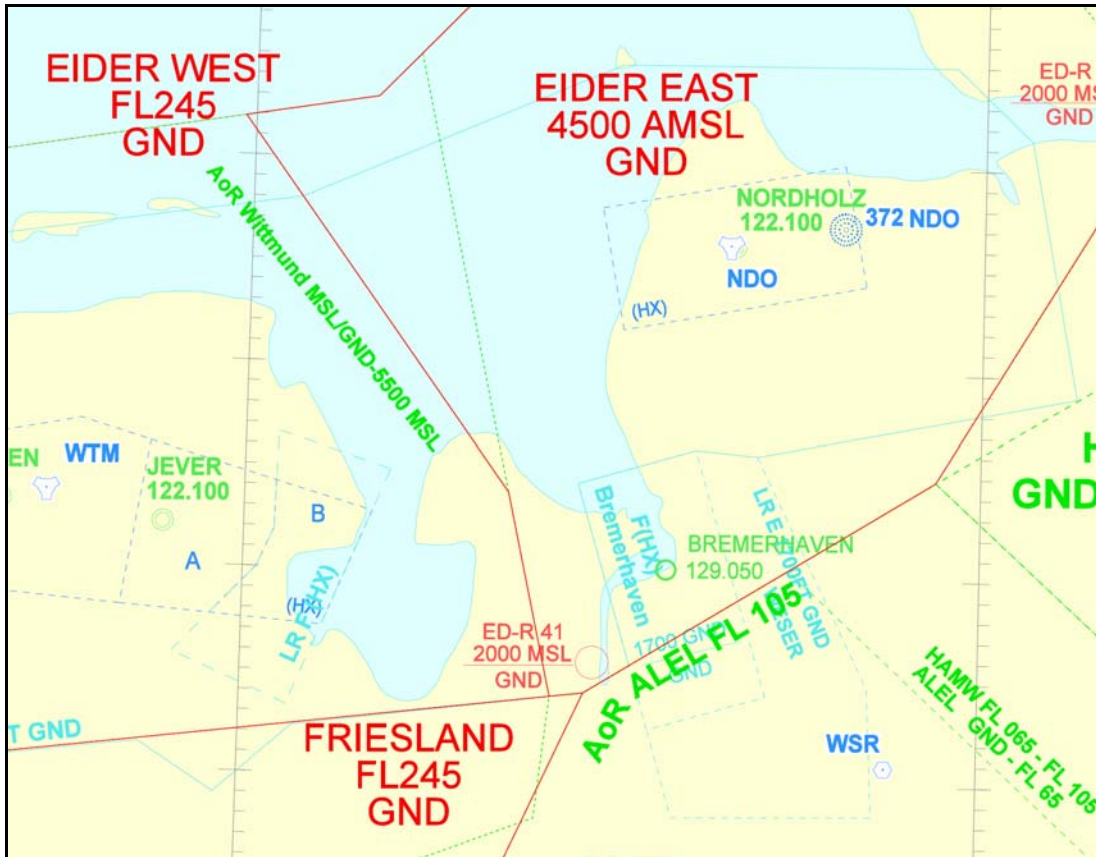 EIDER WEST
FL245
GND
EIDER EAST
4500 AMSL
GND
ED-R
2000 MS
GND
AoR Wittmund MSL/GND-5500 MSL
NORDHOLZ
122.100
372 NDO
NDO
(HX)
EN
WTM
JEVER
122.100
B
A
(HX)
LR F (HX)
H
GND
F(HX)
Bremerhaven
BREMERHAVEN
129.050
ED-R 41
2000 MSL
GND
1700 GND
GND
AoR ALEL FL 105
T GND
FRIESLAND
FL245
GND
WSR
HAMW FL 065 - FL 105
ALEL GND - FL 65